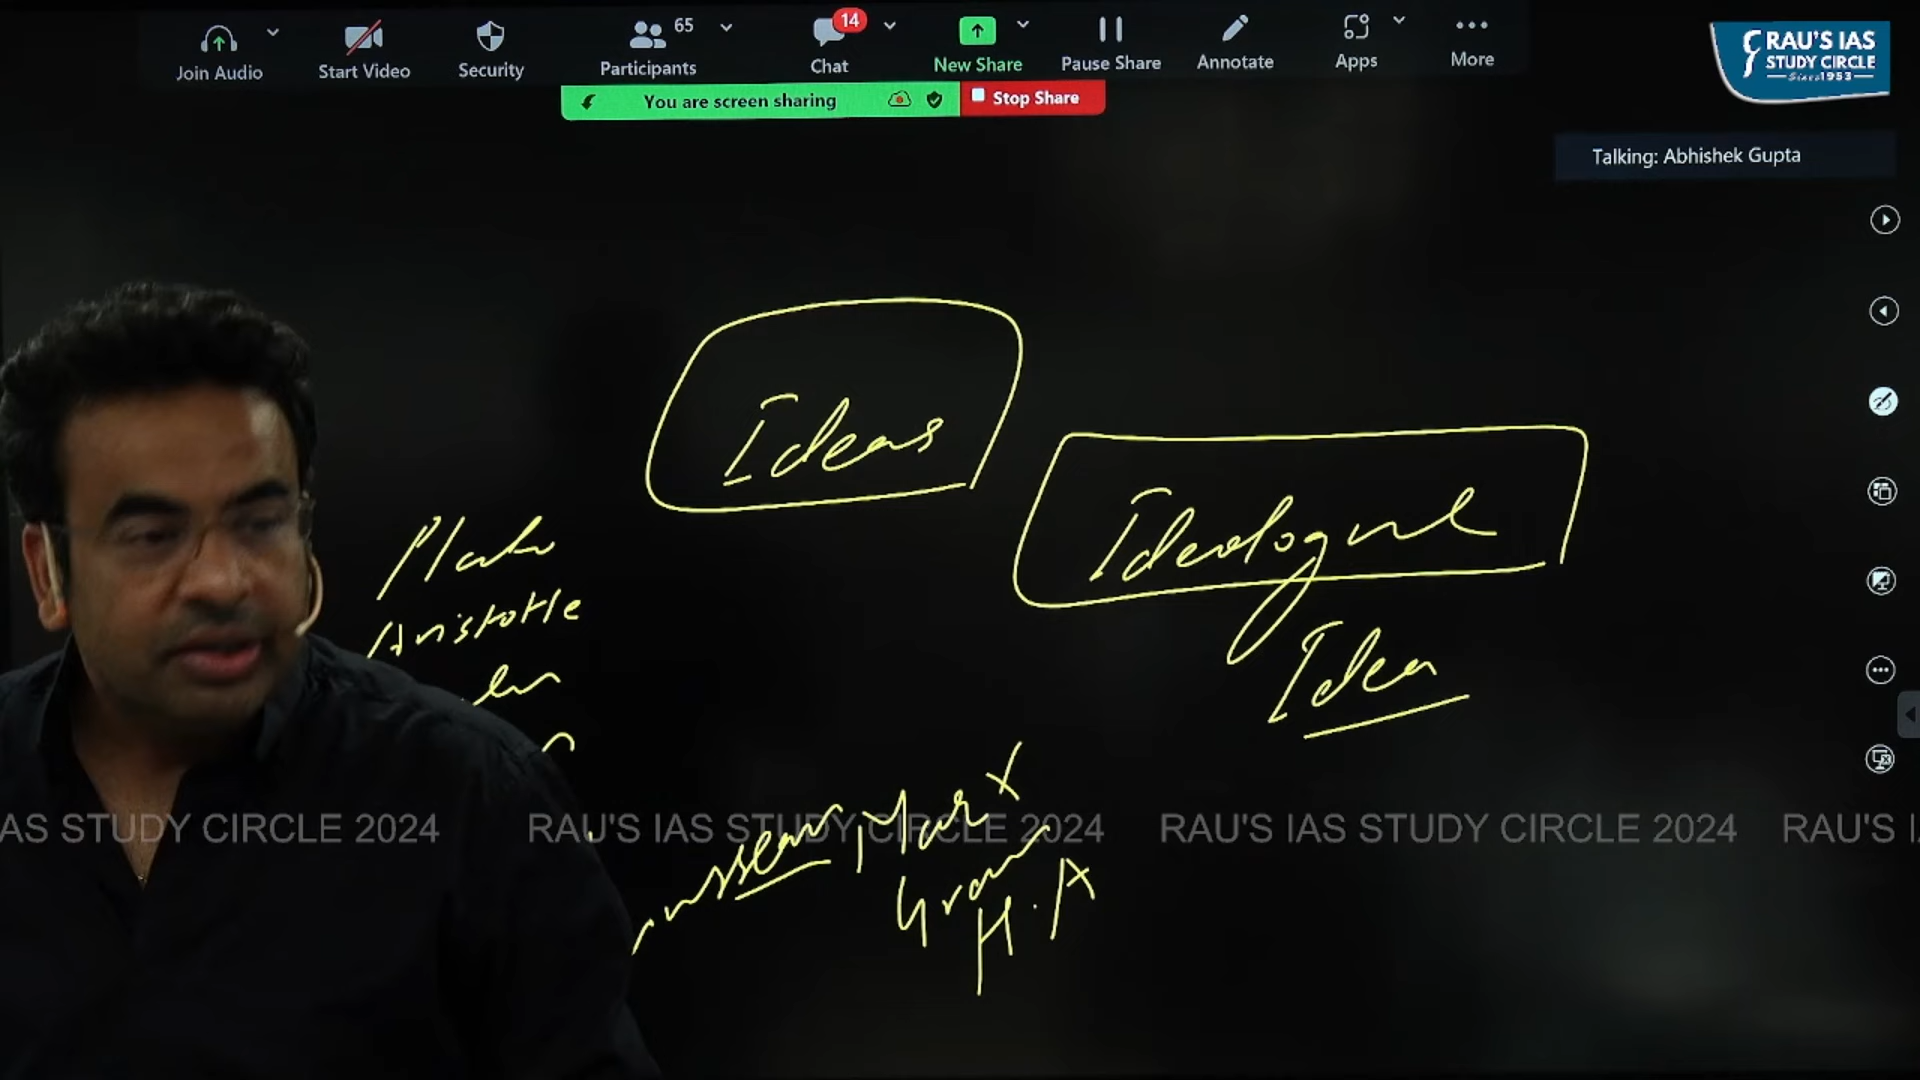 65
14
Join Audio
Start Video
Security
Participants
Chat
New Share
Pause Share
Annotate
Apps
More
You are screen sharing
Stop Share
RAU'S IAS
STUDY CIRCLE
Since 1953
Talking: Abhishek Gupta
Ideas
Ideologue
Idea
Plato
Aristotle
Marx
H.A
AS STUDY CIRCLE 2024 RAU'S IAS STUDY CIRCLE 2024 RAU'S IAS STUDY CIRCLE 2024 RAU'S I